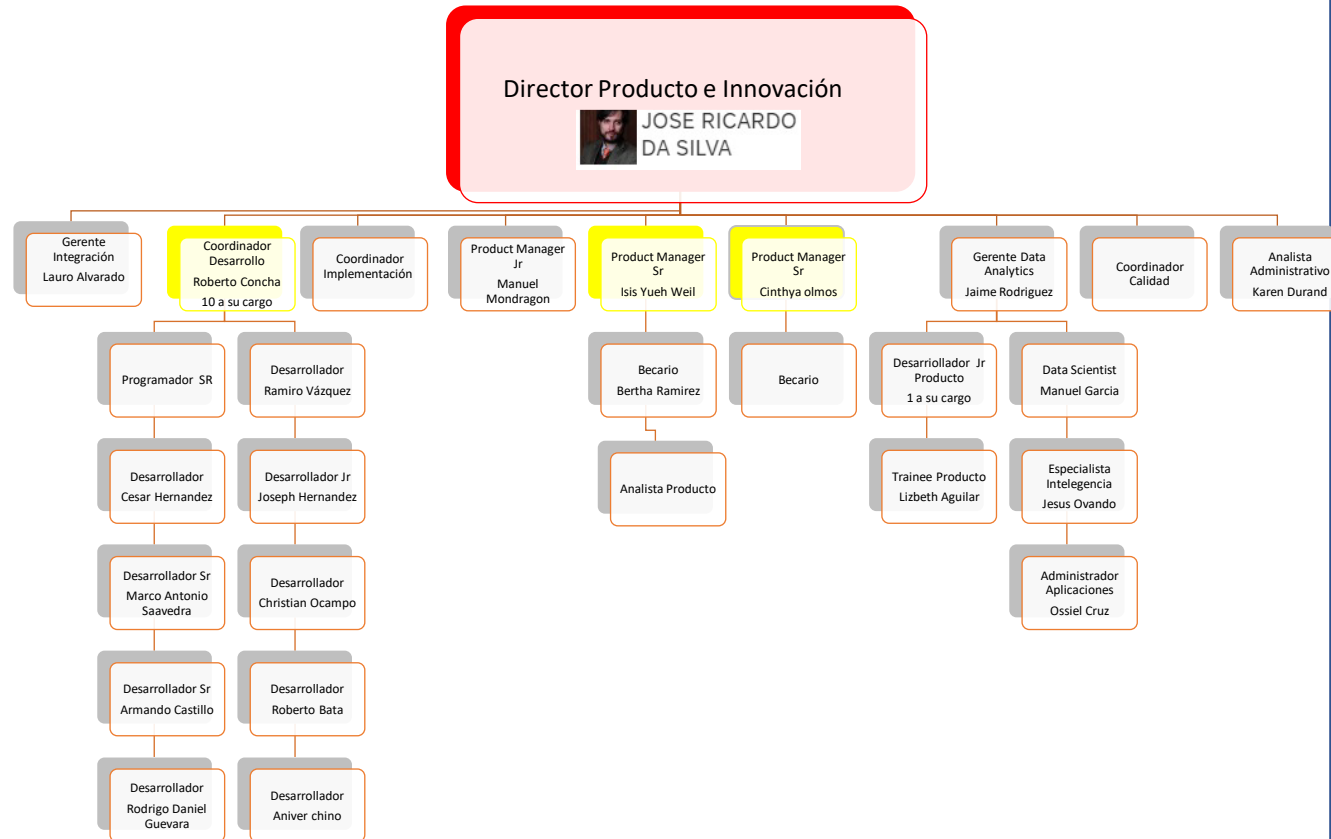 Director Producto e Innovación
JOSE RICARDO
DA SILVA
Gerente
Integración
Lauro Alvarado
Coordinador
Desarrollo
Roberto Concha
10 a su cargo
Coordinador
Implementación
Product Manager
Jr
Manuel
Mondragon
Product Manager
Sr
Isis Yueh Weil
Product Manager
Sr
Cinthya olmos
Gerente Data
Analytics
Jaime Rodriguez
Coordinador
Calidad
Analista
Administrativo
Karen Durand
Programador SR
Desarrollador
Ramiro Vázquez
Becario
Bertha Ramirez
Becario
Desarriollador Jr
Producto
1 a su cargo
Data Scientist
Manuel Garcia
Desarrollador
Cesar Hernandez
Desarrollador Jr
Joseph Hernandez
Analista Producto
Trainee Producto
Lizbeth Aguilar
Especialista
Intelegencia
Jesus Ovando
Desarrollador Sr
Marco Antonio
Saavedra
Desarrollador
Christian Ocampo
Administrador
Aplicaciones
Ossiel Cruz
Desarrollador Sr
Armando Castillo
Desarrollador
Roberto Bata
Desarrollador
Rodrigo Daniel
Guevara
Desarrollador
Aniver chino